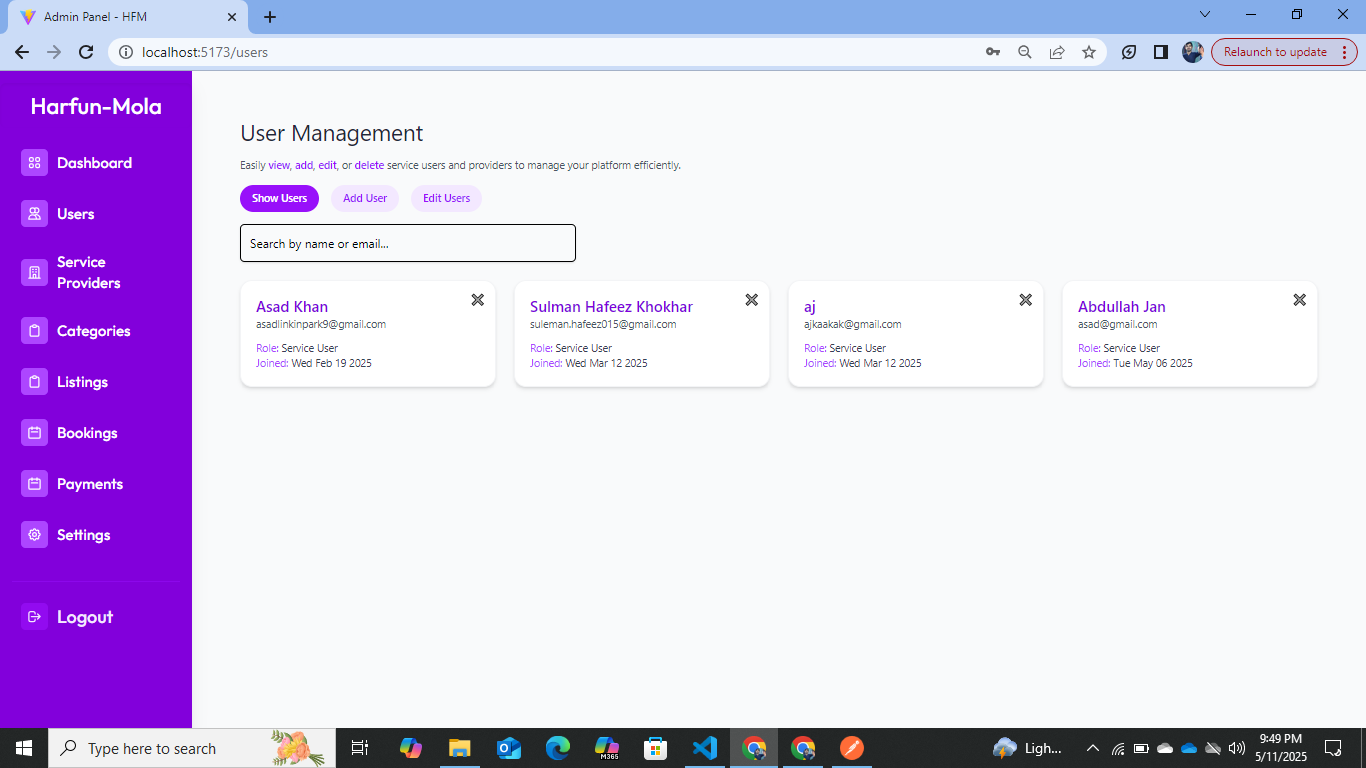 Admin Panel - HFM
localhost:5173/users
Relaunch to update
Harfun-Mola
Dashboard
Users
Service
Providers
Categories
Listings
Bookings
Payments
Settings
Logout
User Management
Easily view, add, edit, or delete service users and providers to manage your platform efficiently.
Show Users Add User Edit Users
Search by name or email...
Asad Khan
asadlinkinpark9@gmail.com
Role: Service User
Joined: Wed Feb 19 2025
Sulman Hafeez Khokhar
suleman.hafeez015@gmail.com
Role: Service User
Joined: Wed Mar 12 2025
aj
ajkaakak@gmail.com
Role: Service User
Joined: Wed Mar 12 2025
Abdullah Jan
asad@gmail.com
Role: Service User
Joined: Tue May 06 2025
Type here to search
M365
Ligh...
9:49 PM
5/11/2025